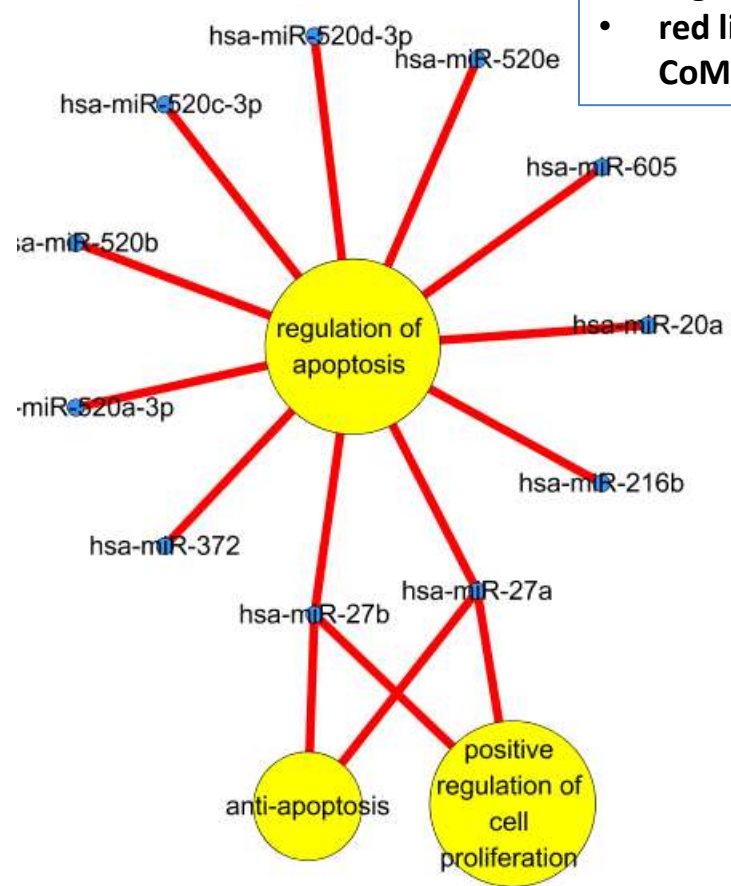 • red li
CoM
hsa-miR-520d-3p
hsa-miR-520e
hsa-miR-520c-3p
hsa-miR-605
sa-miR-520b
hsa-miR-20a
regulation of
apoptosis
-miR-520a-3p
hsa-miR-216b
hsa-miR-372
hsa-miR-27a
hsa-miR-27b
anti-apoptosis
positive
regulation of
cell
proliferation